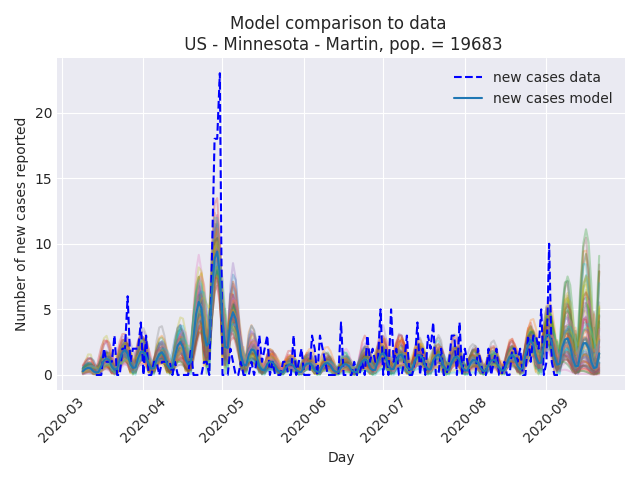 Model comparison to data
US - Minnesota - Martin, pop. = 19683
new cases data
new cases model
Number of new cases reported
20
15
10
5
0
2020-03
2020-04
2020-05
2020-06
2020-07
2020-08
2020-09
Day